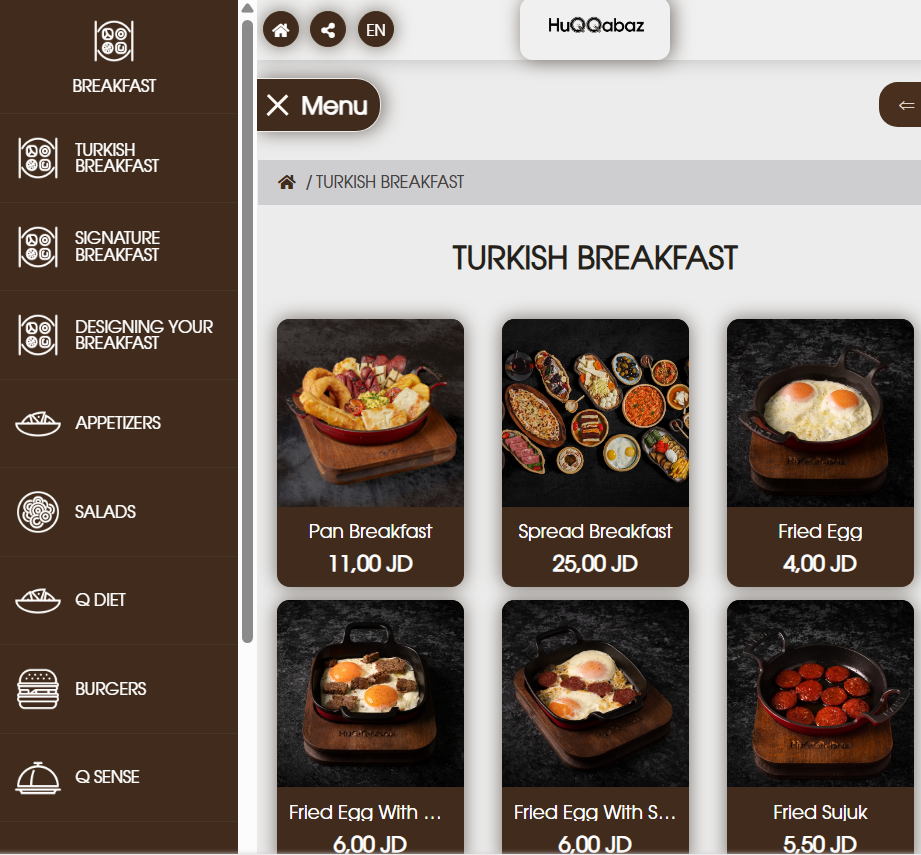 BREAKFAST
TURKISH
BREAKFAST
SIGNATURE
BREAKFAST
DESIGNING YOUR
BREAKFAST
APPETIZERS
SALADS
Q DIET
BURGERS
Q SENSE
EN
HuQQabaz
Menu
/ TURKISH BREAKFAST
TURKISH BREAKFAST
Pan Breakfast
11,00 JD
Spread Breakfast
25,00 JD
Fried Egg
4,00 JD
Fried Egg With ...
6,00 JD
Fried Egg With S...
6,00 JD
Fried Sujuk
5,50 JD